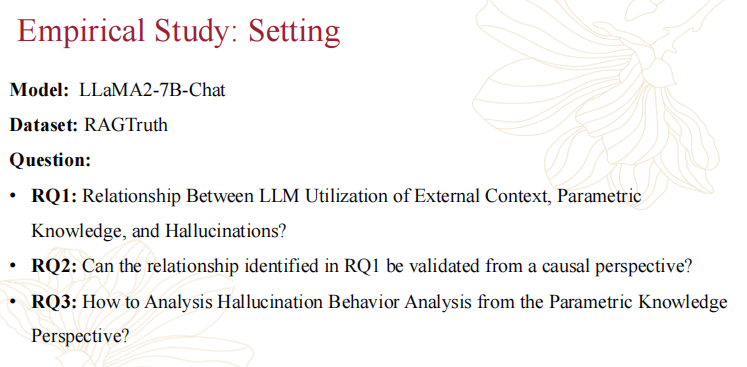 Empirical Study: Setting
Model: LLaMA2-7B-Chat
Dataset: RAGTruth
Question:
• RQ1: Relationship Between LLM Utilization of External Context, Parametric
Knowledge, and Hallucinations?
• RQ2: Can the relationship identified in RQ1 be validated from a causal perspective?
• RQ3: How to Analysis Hallucination Behavior Analysis from the Parametric Knowledge
Perspective?